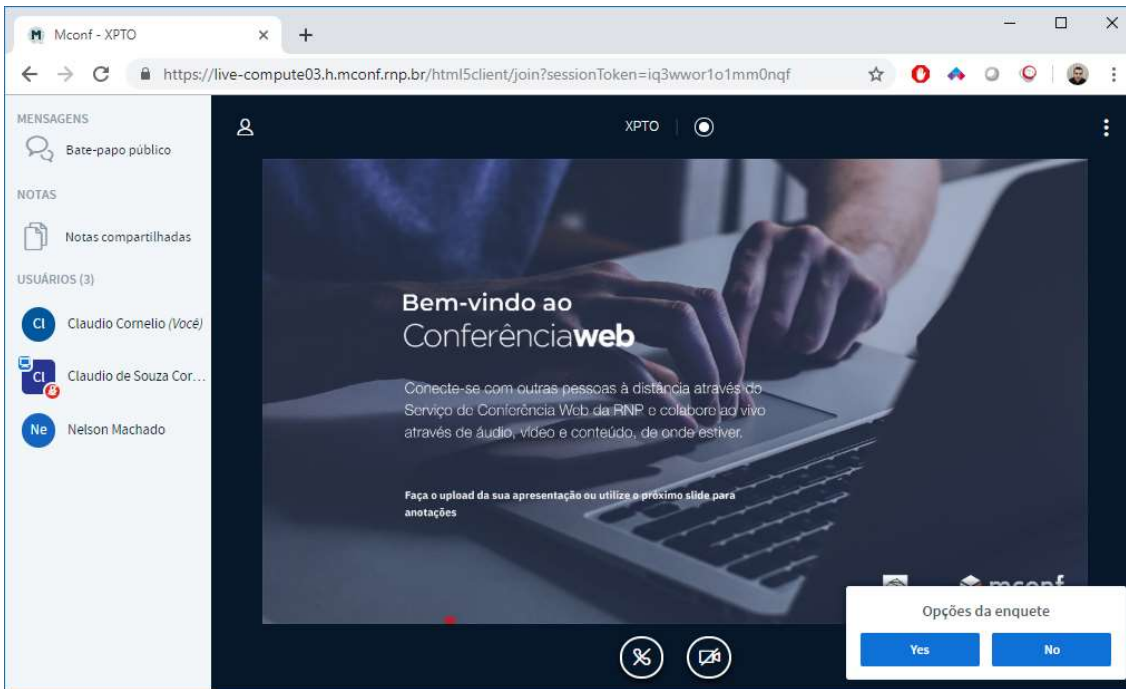 Mconf - XPTO
https://live-compute03.h.mconf.rnp.br/html5client/join?sessionToken=iq3wwor1o1mm0nqf
MENSAGENS
Bate-papo público
NOTAS
Notas compartilhadas
USUÁRIOS (3)
Cl Claudio Cornelio (Você)
CL Claudio de Souza Cor...
Ne Nelson Machado
XPTO
Bem-vindo ao
Conferênciaweb
Conecte-se com outras pessoas à distância através do
Serviço de Conferência Web da RNP e colabore ao vivo
através de áudio, vídeo e conteúdo, de onde estiver.
Faça o upload da sua apresentação ou utilize o próximo slide para
anotações
mconf
Opções da enquete
Yes No